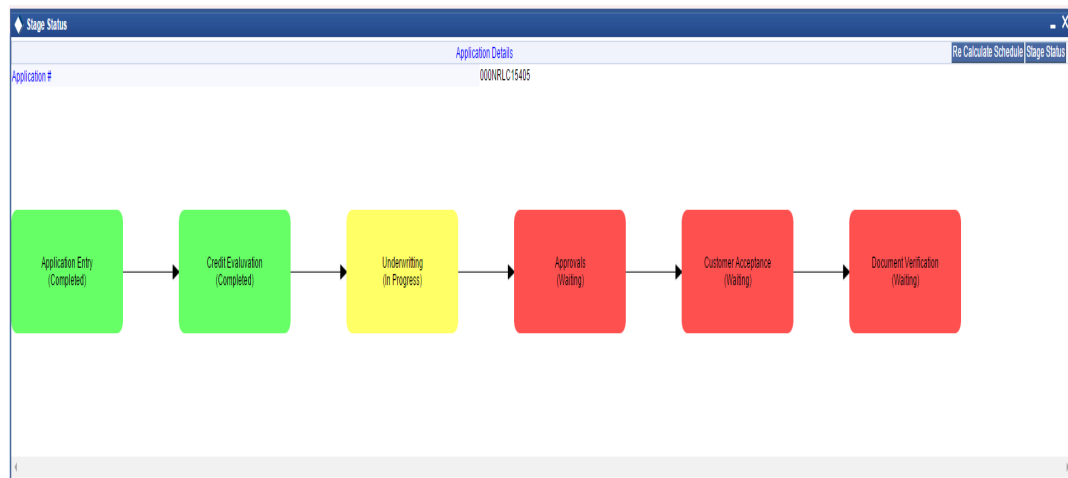 Stage Status
Application Details
Re Calculate Schedule Stage Status
Application # 000NRLC15405
Application Entry
(Completed)
Credit Evaluvation
(Completed)
Underwritting
(In Progress)
Approvals
(Waiting)
Customer Acceptance
(Waiting)
Document Verification
(Waiting)